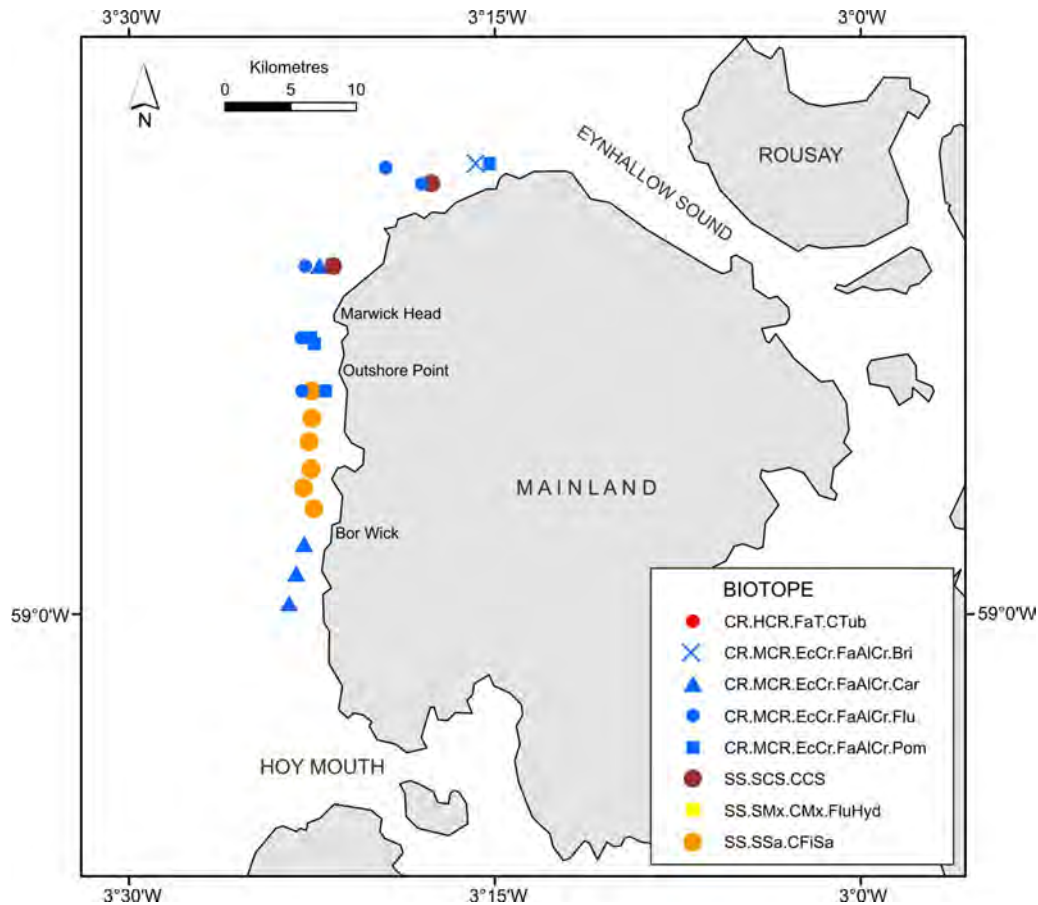 3°30'W 3°15'W 3°0'W
Kilometres
0 5 10
N
EYNHALLOW SOUND
ROUSAY
Marwick Head
Outshore Point
MAINLAND
Bor Wick
59°0'W 59°0'W
HOY MOUTH
BIOTOPE
CR.HCR.FaT.CTub
CR.MCR.EcCr.FaAlCr.Bri
CR.MCR.EcCr.FaAlCr.Car
CR.MCR.EcCr.FaAlCr.Flu
CR.MCR.EcCr.FaAlCr.Pom
SS.SCS.CCS
SS.SMx.CMx.FluHyd
SS.SSa.CFiSa
3°30'W 3°15'W 3°0'W